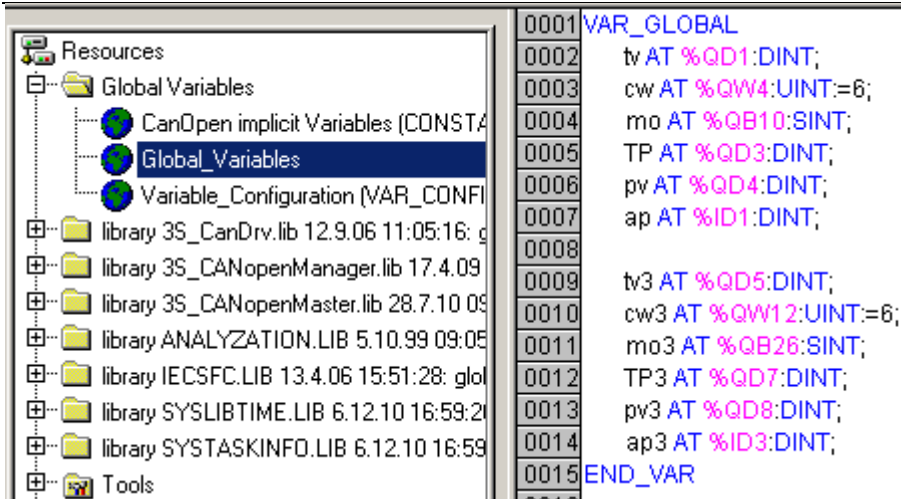 Resources
Global Variables
CanOpen implicit Variables (CONSTA
Global_Variables
Variable_Configuration (VAR_CONFI
library 3S_CanDrv.lib 12.9.06 11:05:16: g
library 3S_CANopenManager.lib 17.4.09
library 3S_CANopenMaster.lib 28.7.10 09
library ANALYZATION.LIB 5.10.99 09:05
library IECSFC.LIB 13.4.06 15:51:28: glol
library SYSLIBTIME.LIB 6.12.10 16:59:2
library SYSTASKINFO.LIB 6.12.10 16:59
Tools
0001 VAR_GLOBAL
0002 tv AT %QD1:DINT;
0003 cw AT %QW4:UINT:=6;
0004 mo AT %QB10:SINT;
0005 TP AT %QD3:DINT;
0006 pv AT %QD4:DINT;
0007 ap AT %ID1:DINT;
0008
0009 tv3 AT %QD5:DINT;
0010 cw3 AT %QW12:UINT:=6;
0011 mo3 AT %QB26:SINT;
0012 TP3 AT %QD7:DINT;
0013 pv3 AT %QD8:DINT;
0014 ap3 AT %ID3:DINT;
0015 END_VAR